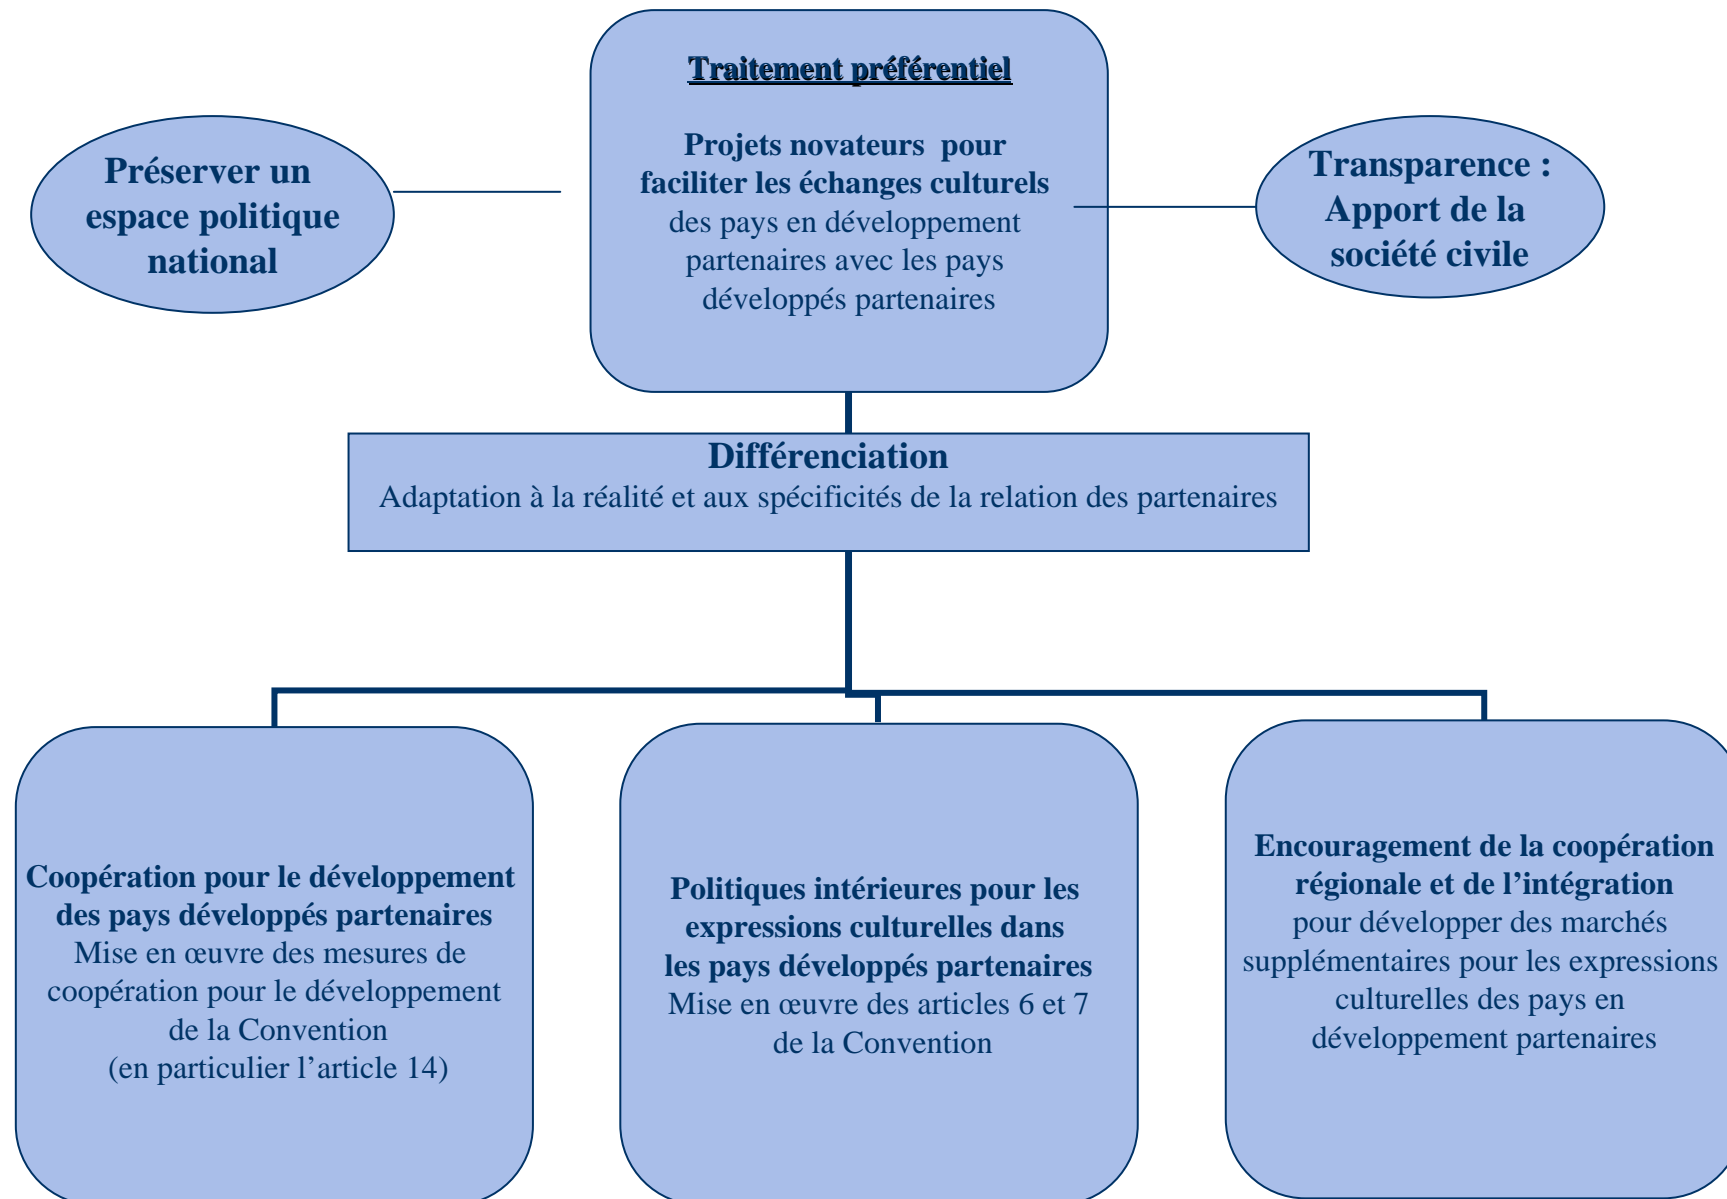 Traitement préférentiel
Projets novateurs pour
faciliter les échanges culturels
des pays en développement
partenaires avec les pays
développés partenaires
Préserver un
espace politique
national
Transparence :
Apport de la
société civile
Différenciation
Adaptation à la réalité et aux spécificités de la relation des partenaires
Coopération pour le développement
des pays développés partenaires
Mise en œuvre des mesures de
coopération pour le développement
de la Convention
(en particulier l’article 14)
Politiques intérieures pour les
expressions culturelles dans
les pays développés partenaires
Mise en œuvre des articles 6 et 7
de la Convention
Encouragement de la coopération
régionale et de l’intégration
pour développer des marchés
supplémentaires pour les expressions
culturelles des pays en
développement partenaires